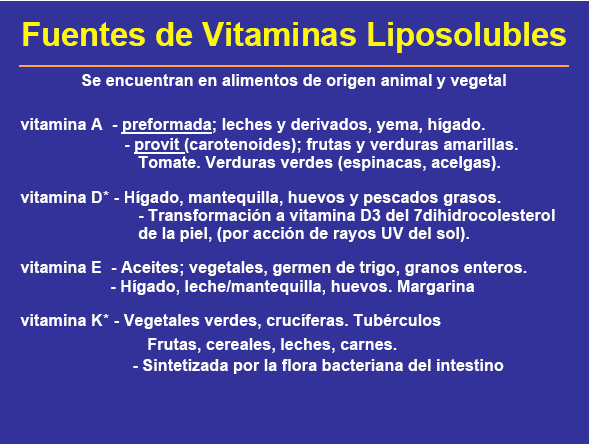 Fuentes de Vitaminas Liposolubles
Se encuentran en alimentos de origen animal y vegetal
vitamina A - preformada; leches y derivados, yema, hígado.
- provit (carotenoides); frutas y verduras amarillas.
Tomate. Verduras verdes (espinacas, acelgas).
vitamina D* - Hígado, mantequilla, huevos y pescados grasos.
- Transformación a vitamina D3 del 7dihidrocolesterol
de la piel, (por acción de rayos UV del sol).
vitamina E - Aceites; vegetales, germen de trigo, granos enteros.
- Hígado, leche/mantequilla, huevos. Margarina
vitamina K* - Vegetales verdes, crucíferas. Tubérculos
Frutas, cereales, leches, carnes.
- Sintetizada por la flora bacteriana del intestino